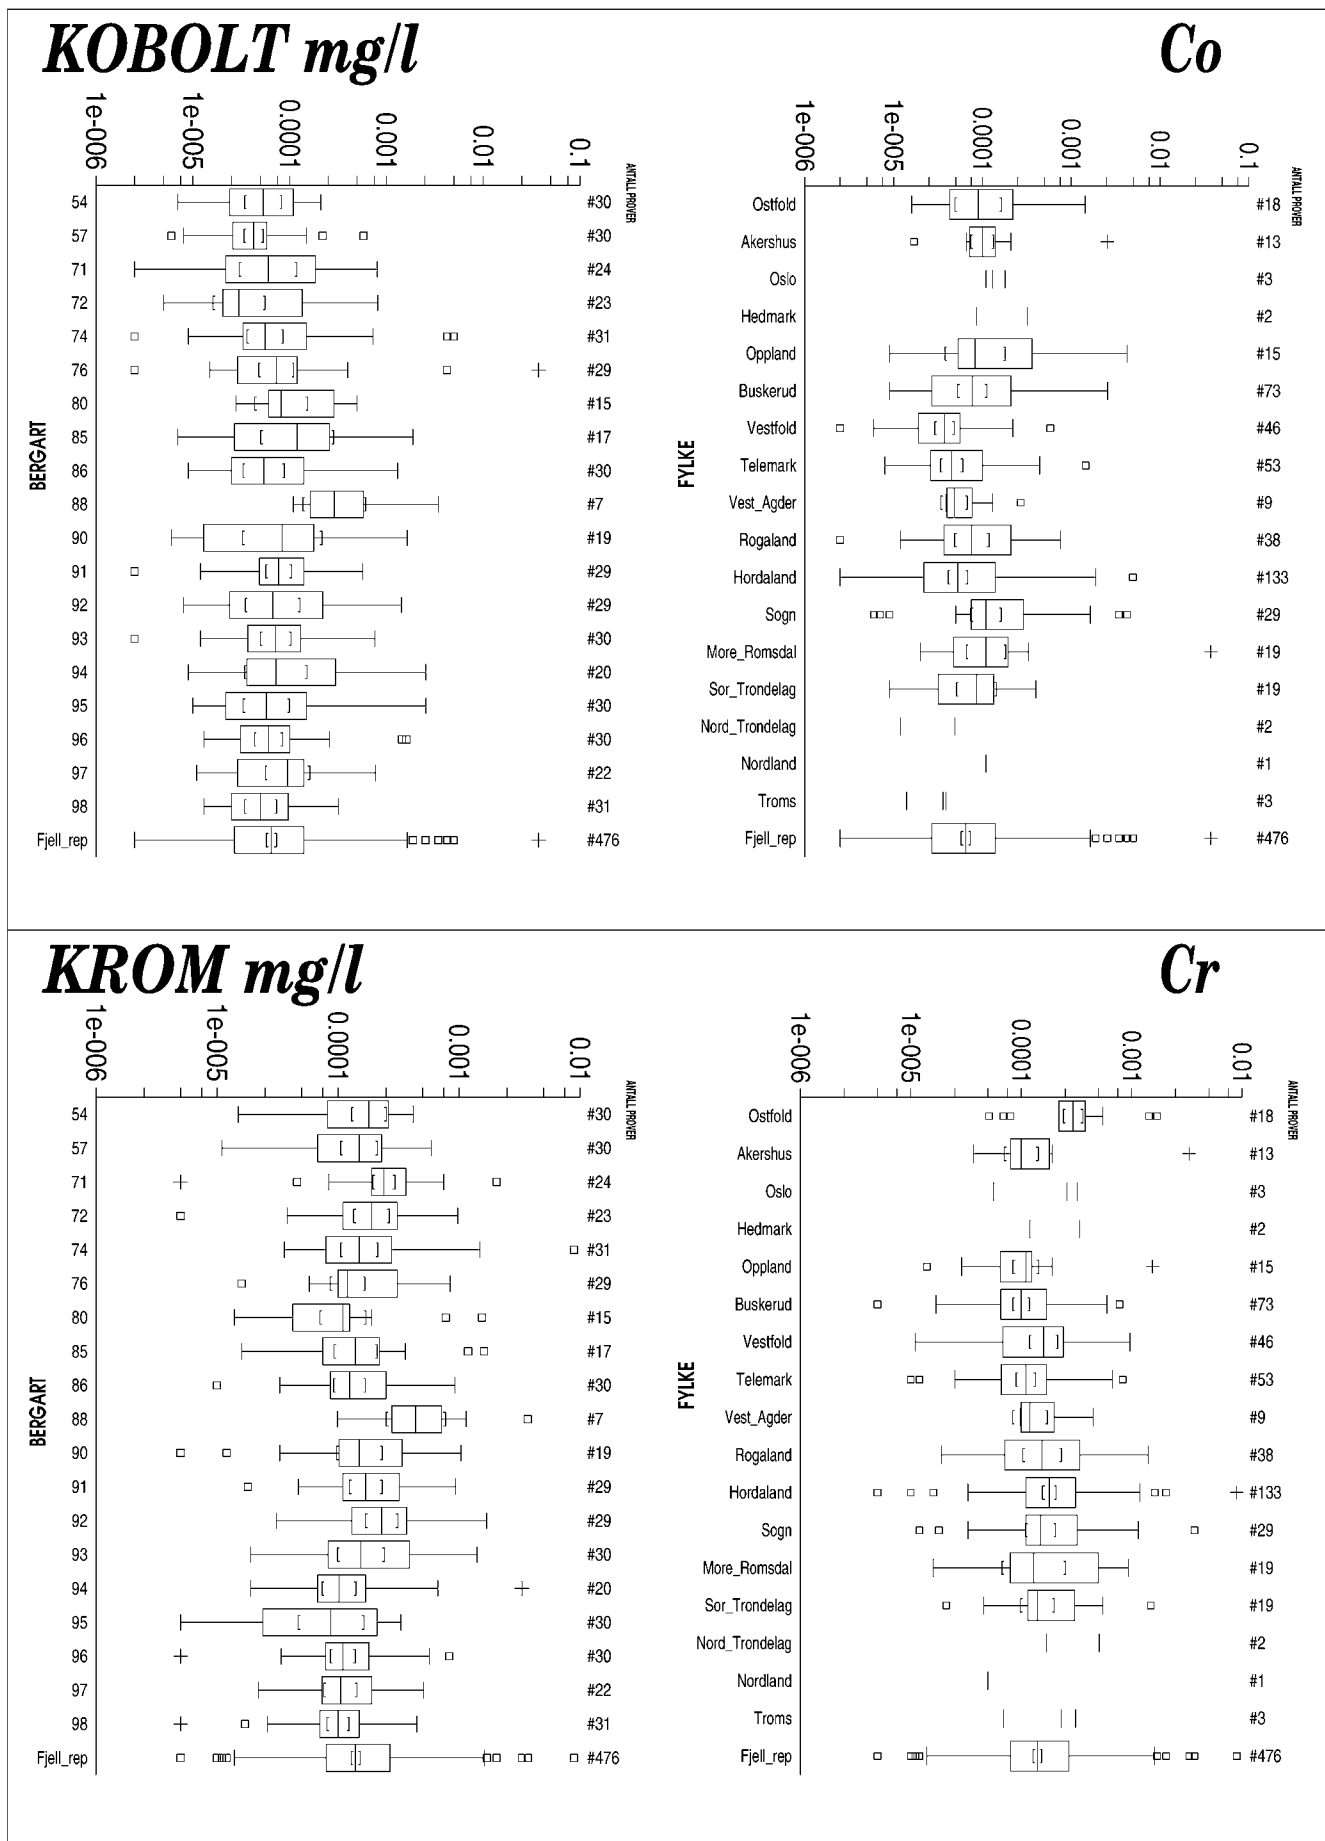 KOBOLT mg/l
Co
1e-006 1e-005 0.0001 0.001 0.01 0.1
ANTALL PROVER
BERGART
54 #30
57 #30
71 #24
72 #23
74 #31
76 #29
80 #15
85 #17
86 #30
88 #7
90 #19
91 #29
92 #29
93 #30
94 #20
95 #30
96 #30
97 #22
98 #31
Fjell_rep #476
1e-006 1e-005 0.0001 0.001 0.01 0.1
ANTALL PROVER
FYLKE
Ostfold #18
Akershus #13
Oslo #3
Hedmark #2
Oppland #15
Buskerud #73
Vestfold #46
Telemark #53
Vest_Agder #9
Rogaland #38
Hordaland #133
Sogn #29
More_Romsdal #19
Sor_Trondelag #19
Nord_Trondelag #2
Nordland #1
Troms #3
Fjell_rep #476
KROM mg/l
Cr
1e-006 1e-005 0.0001 0.001 0.01
ANTALL PROVER
BERGART
54 #30
57 #30
71 #24
72 #23
74 #31
76 #29
80 #15
85 #17
86 #30
88 #7
90 #19
91 #29
92 #29
93 #30
94 #20
95 #30
96 #30
97 #22
98 #31
Fjell_rep #476
1e-006 1e-005 0.0001 0.001 0.01
ANTALL PROVER
FYLKE
Ostfold #18
Akershus #13
Oslo #3
Hedmark #2
Oppland #15
Buskerud #73
Vestfold #46
Telemark #53
Vest_Agder #9
Rogaland #38
Hordaland #133
Sogn #29
More_Romsdal #19
Sor_Trondelag #19
Nord_Trondelag #2
Nordland #1
Troms #3
Fjell_rep #476